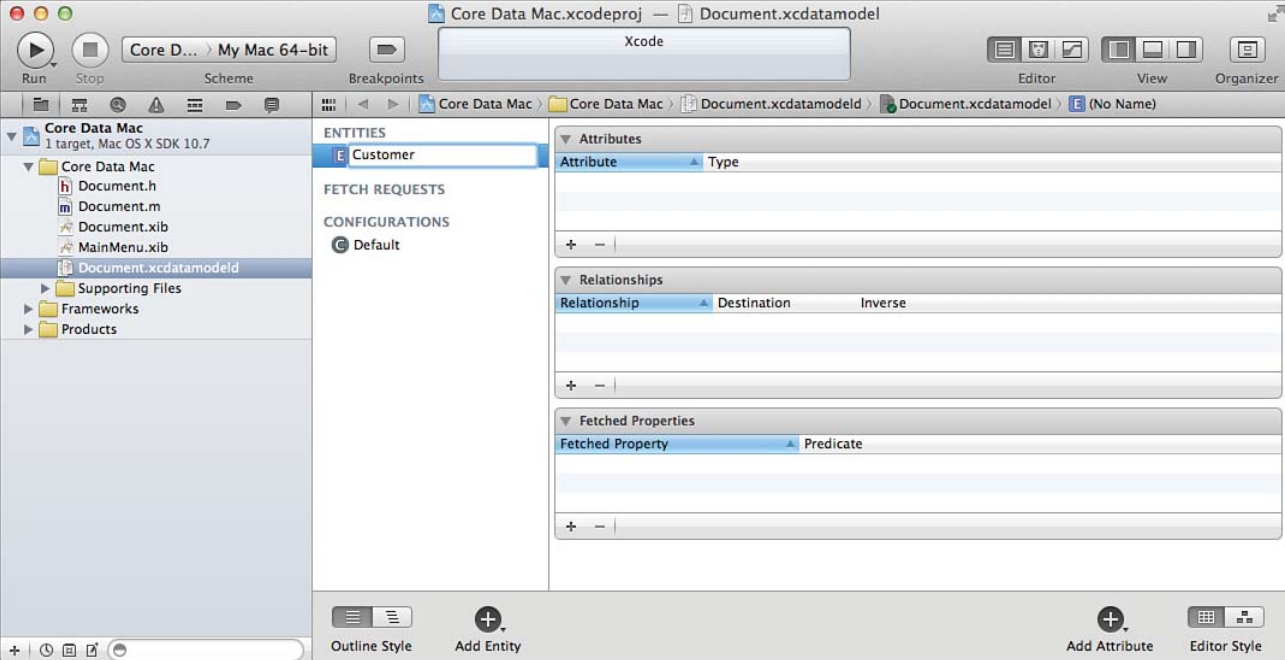 Core Data Mac.xcodeproj — Document.xcdatamodel
Core D... 〉 My Mac 64-bit
Xcode
Run Stop Scheme Breakpoints Editor View Organizer
Core Data Mac 〉 Core Data Mac 〉 Document.xcdatamodeld 〉 Document.xcdatamodel 〉 E (No Name)
Core Data Mac
1 target, Mac OS X SDK 10.7
Core Data Mac
h Document.h
m Document.m
Document.xib
MainMenu.xib
Document.xcdatamodeld
Supporting Files
Frameworks
Products
ENTITIES
E Customer
FETCH REQUESTS
CONFIGURATIONS
C Default
Attributes
Attribute Type
+ −
Relationships
Relationship Destination Inverse
+ −
Fetched Properties
Fetched Property Predicate
+ −
Outline Style Add Entity Add Attribute Editor Style